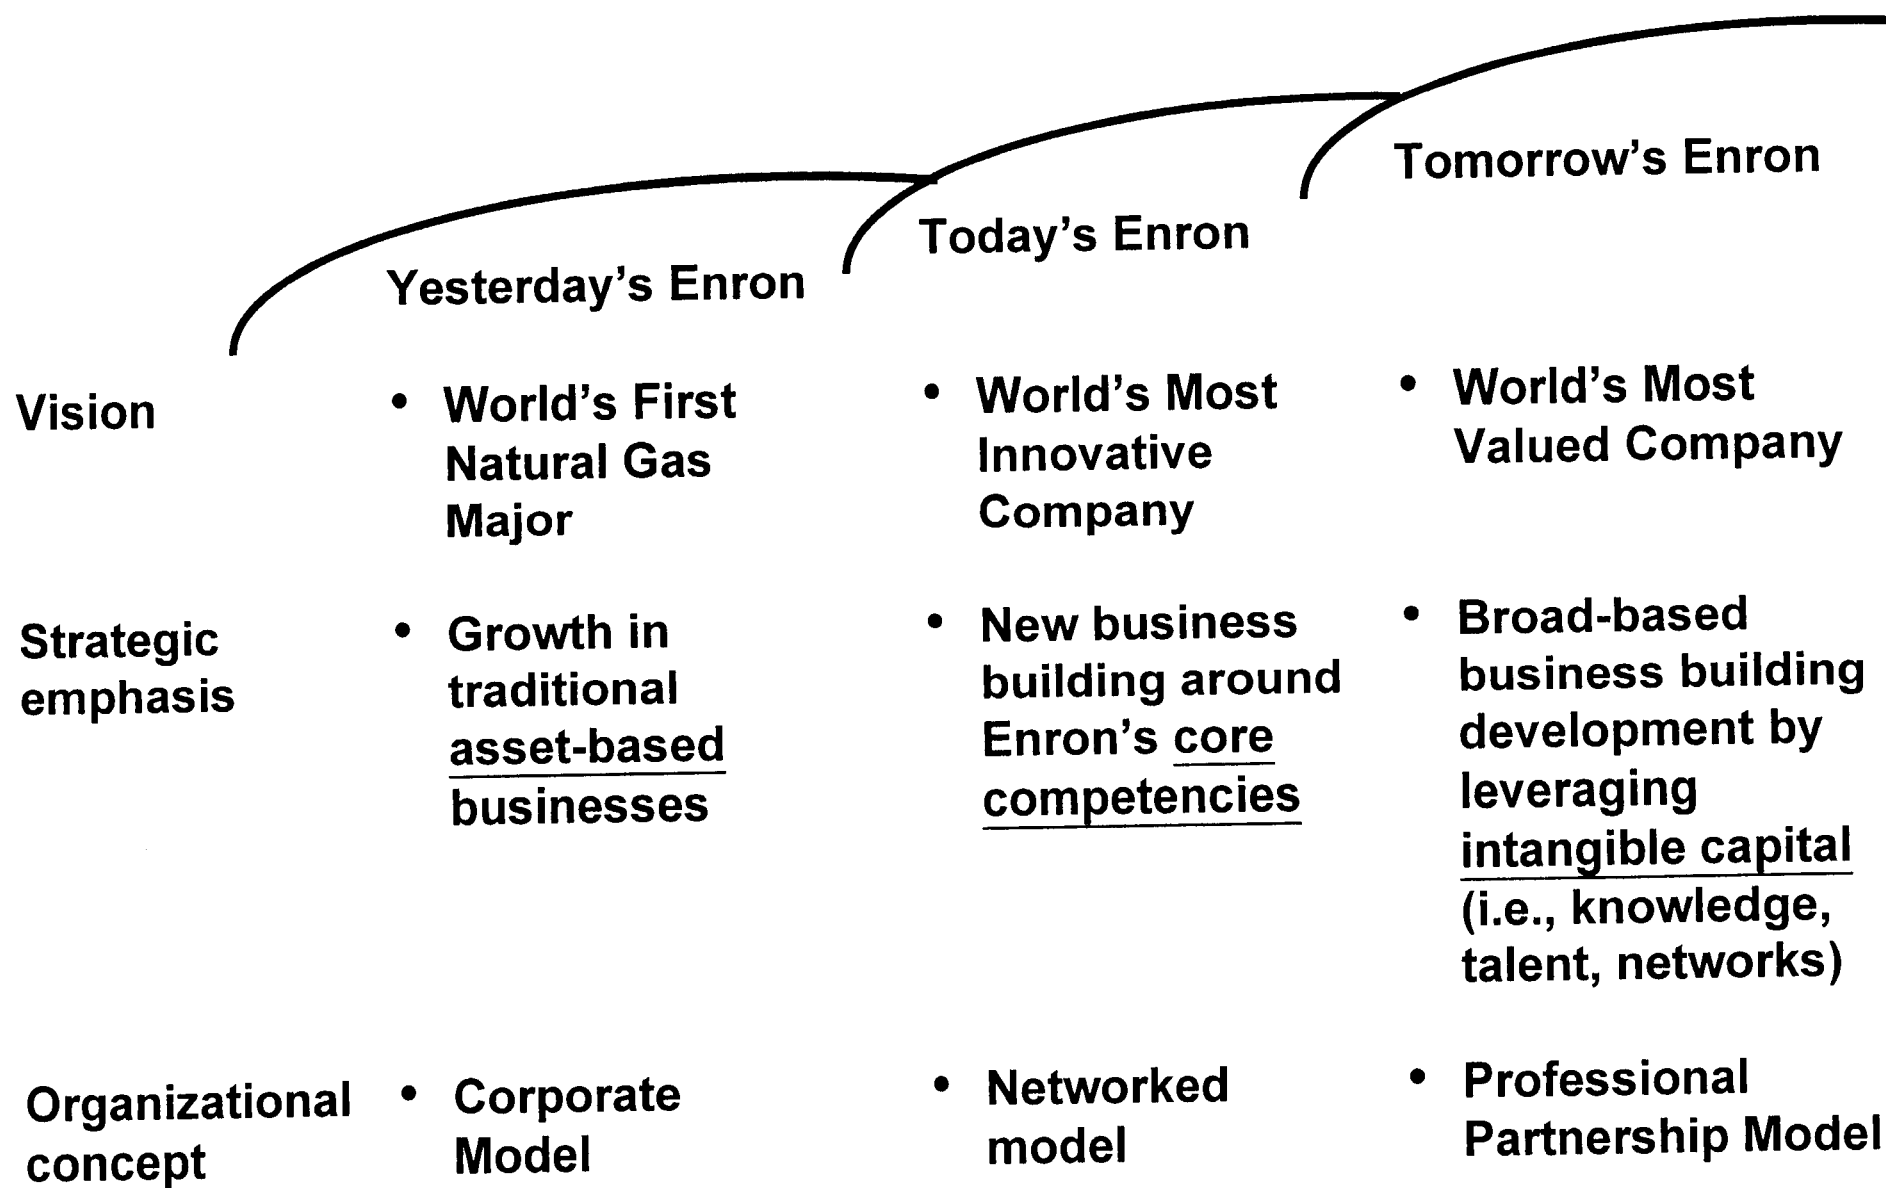 Tomorrow's Enron
Today's Enron
Yesterday's Enron
Vision
• World's First
Natural Gas
Major
• World's Most
Innovative
Company
• World's Most
Valued Company
Strategic
emphasis
• Growth in
traditional
asset-based
businesses
• New business
building around
Enron's core
competencies
• Broad-based
business building
development by
leveraging
intangible capital
(i.e., knowledge,
talent, networks)
Organizational
concept
• Corporate
Model
• Networked
model
• Professional
Partnership Model